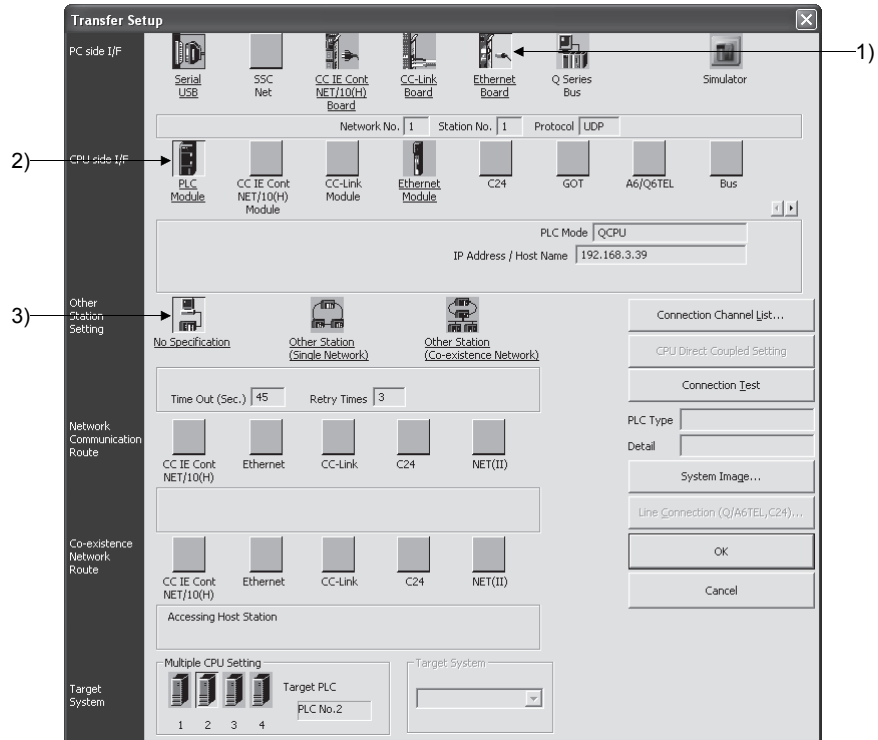 Transfer Setup
PC side I/F
Serial
USB
SSC
Net
CC IE Cont
NET/10(H)
Board
CC-Link
Board
Ethernet
Board
Q Series
Bus
Simulator
1)
Network No. 1 Station No. 1 Protocol UDP
2)
CPU side I/F
PLC
Module
CC IE Cont
NET/10(H)
Module
CC-Link
Module
Ethernet
Module
C24
GOT
A6/Q6TEL
Bus
PLC Mode QCPU
IP Address / Host Name 192.168.3.39
3)
Other
Station
Setting
No Specification
Other Station
(Single Network)
Other Station
(Co-existence Network)
Time Out (Sec.) 45 Retry Times 3
Connection Channel List...
CPU Direct Coupled Setting
Connection Test
PLC Type
Detail
System Image...
Line Connection (Q/A6TEL,C24)...
OK
Cancel
Network
Communication
Route
CC IE Cont
NET/10(H)
Ethernet
CC-Link
C24
NET(II)
Co-existence
Network
Route
CC IE Cont
NET/10(H)
Ethernet
CC-Link
C24
NET(II)
Accessing Host Station
Target
System
Multiple CPU Setting
1 2 3 4
Target PLC
PLC No.2
Target System